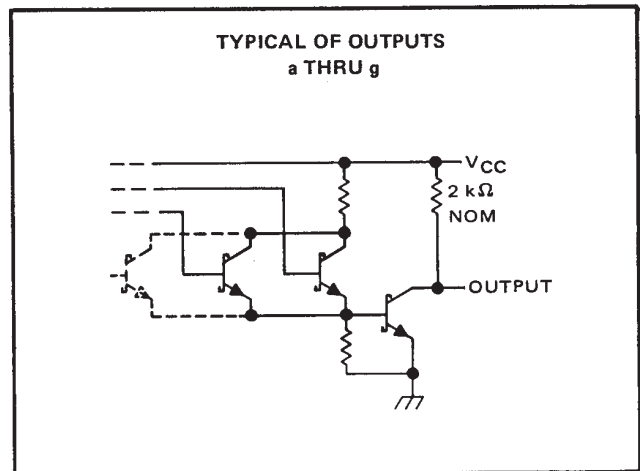 TYPICAL OF OUTPUTS
a THRU g
VCC
2 kΩ
NOM
OUTPUT